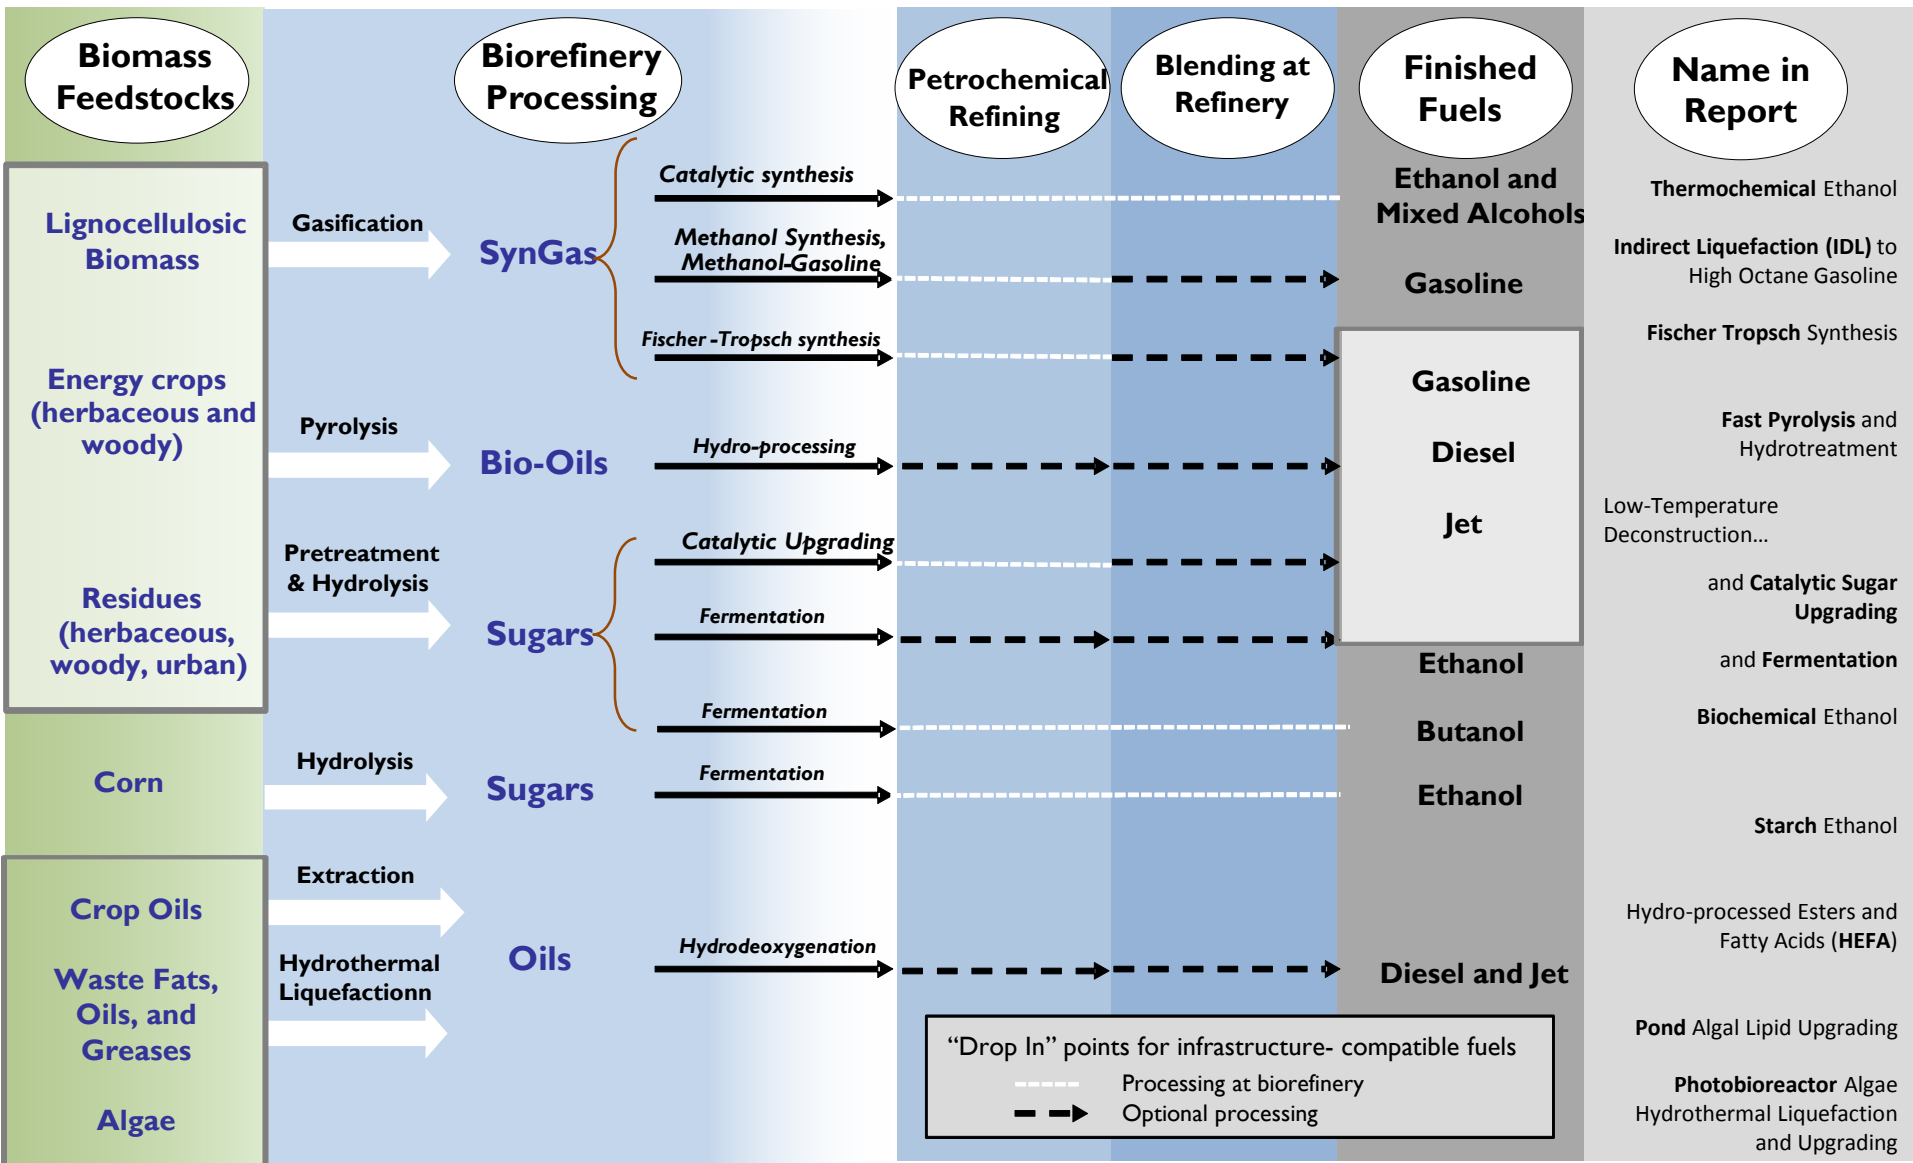 Biomass
Feedstocks
Biorefinery
Processing
Petrochemical
Refining
Blending at
Refinery
Finished
Fuels
Name in
Report
Lignocellulosic
Biomass
Energy crops
(herbaceous and
woody)
Residues
(herbaceous,
woody, urban)
Corn
Crop Oils
Waste Fats,
Oils, and
Greases
Algae
Gasification
Pyrolysis
Pretreatment
& Hydrolysis
Hydrolysis
Extraction
Hydrothermal
Liquefactionn
SynGas
Bio-Oils
Sugars
Sugars
Oils
Catalytic synthesis
Methanol Synthesis,
Methanol-Gasoline
Fischer -Tropsch synthesis
Hydro-processing
Catalytic Upgrading
Fermentation
Fermentation
Fermentation
Hydrodeoxygenation
Ethanol and
Mixed Alcohols
Gasoline
Gasoline
Diesel
Jet
Ethanol
Butanol
Ethanol
Diesel and Jet
Thermochemical Ethanol
Indirect Liquefaction (IDL) to
High Octane Gasoline
Fischer Tropsch Synthesis
Fast Pyrolysis and
Hydrotreatment
Low-Temperature
Deconstruction...
and Catalytic Sugar
Upgrading
and Fermentation
Biochemical Ethanol
Starch Ethanol
Hydro-processed Esters and
Fatty Acids (HEFA)
Pond Algal Lipid Upgrading
Photobioreactor Algae
Hydrothermal Liquefaction
and Upgrading
“Drop In” points for infrastructure- compatible fuels
Processing at biorefinery
Optional processing